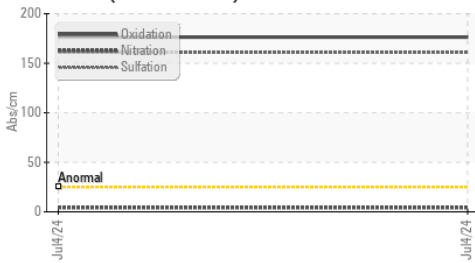 200
Oxidation
Nitration
Sulfation
150
Abs/cm
100
50
Anormal
0
Jul4/24
Jul4/24